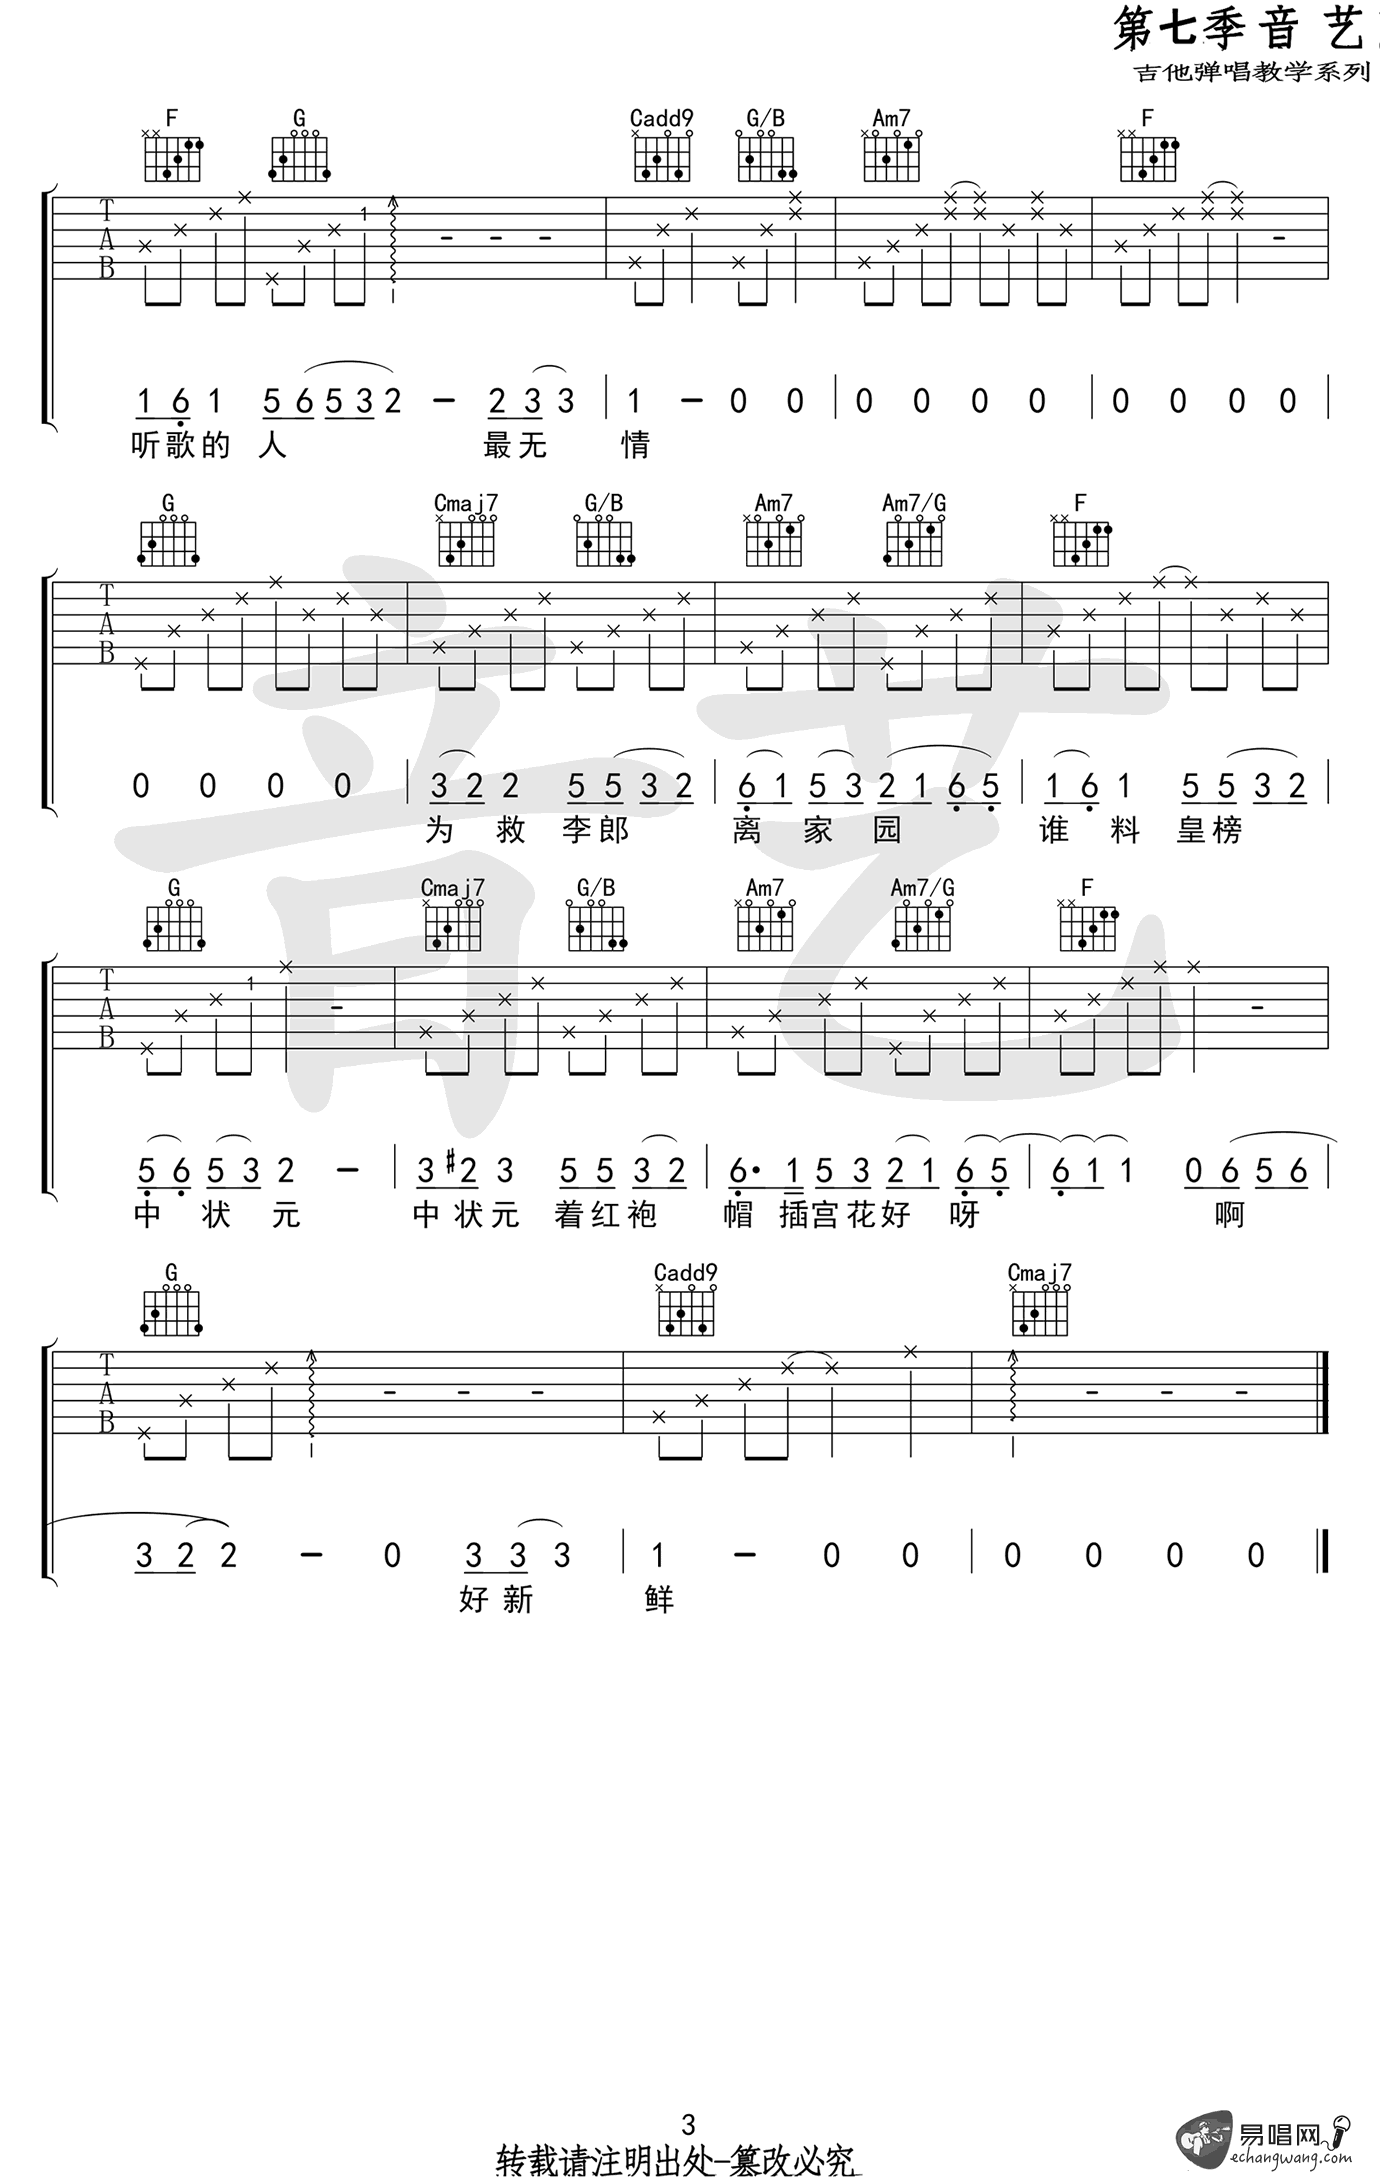 第七季音 艺
吉他弹唱教学系列
F G Cadd9 G/B Am7 F
T
A
B
1
1 6 1 5 6 5 3 2 - 2 3 3 | 1 - 0 0 | 0 0 0 0 | 0 0 0 0 |
听歌的 人 最无 情
G Cmaj7 G/B Am7 Am7/G F
T
A
B
0 0 0 0 | 3 2 2 5 5 3 2 | 6 1 5 3 2 1 6 5 | 1 6 1 5 5 3 2 |
为 救 李郎 离 家 园 谁 料 皇榜
G Cmaj7 G/B Am7 Am7/G F
T
A
B
1
5 6 5 3 2 - | 3 #2 3 5 5 3 2 | 6· 1 5 3 2 1 6 5 | 6 1 1 0 6 5 6 |
中 状 元 中状元 着红袍 帽 插宫花好 呀 啊
G Cadd9 Cmaj7
T
A
B
3 2 2 - 0 3 3 3 | 1 - 0 0 | 0 0 0 0 ‖
好新 鲜
音艺
3
转载请注明出处-篡改必究
易唱网
echangwang.com